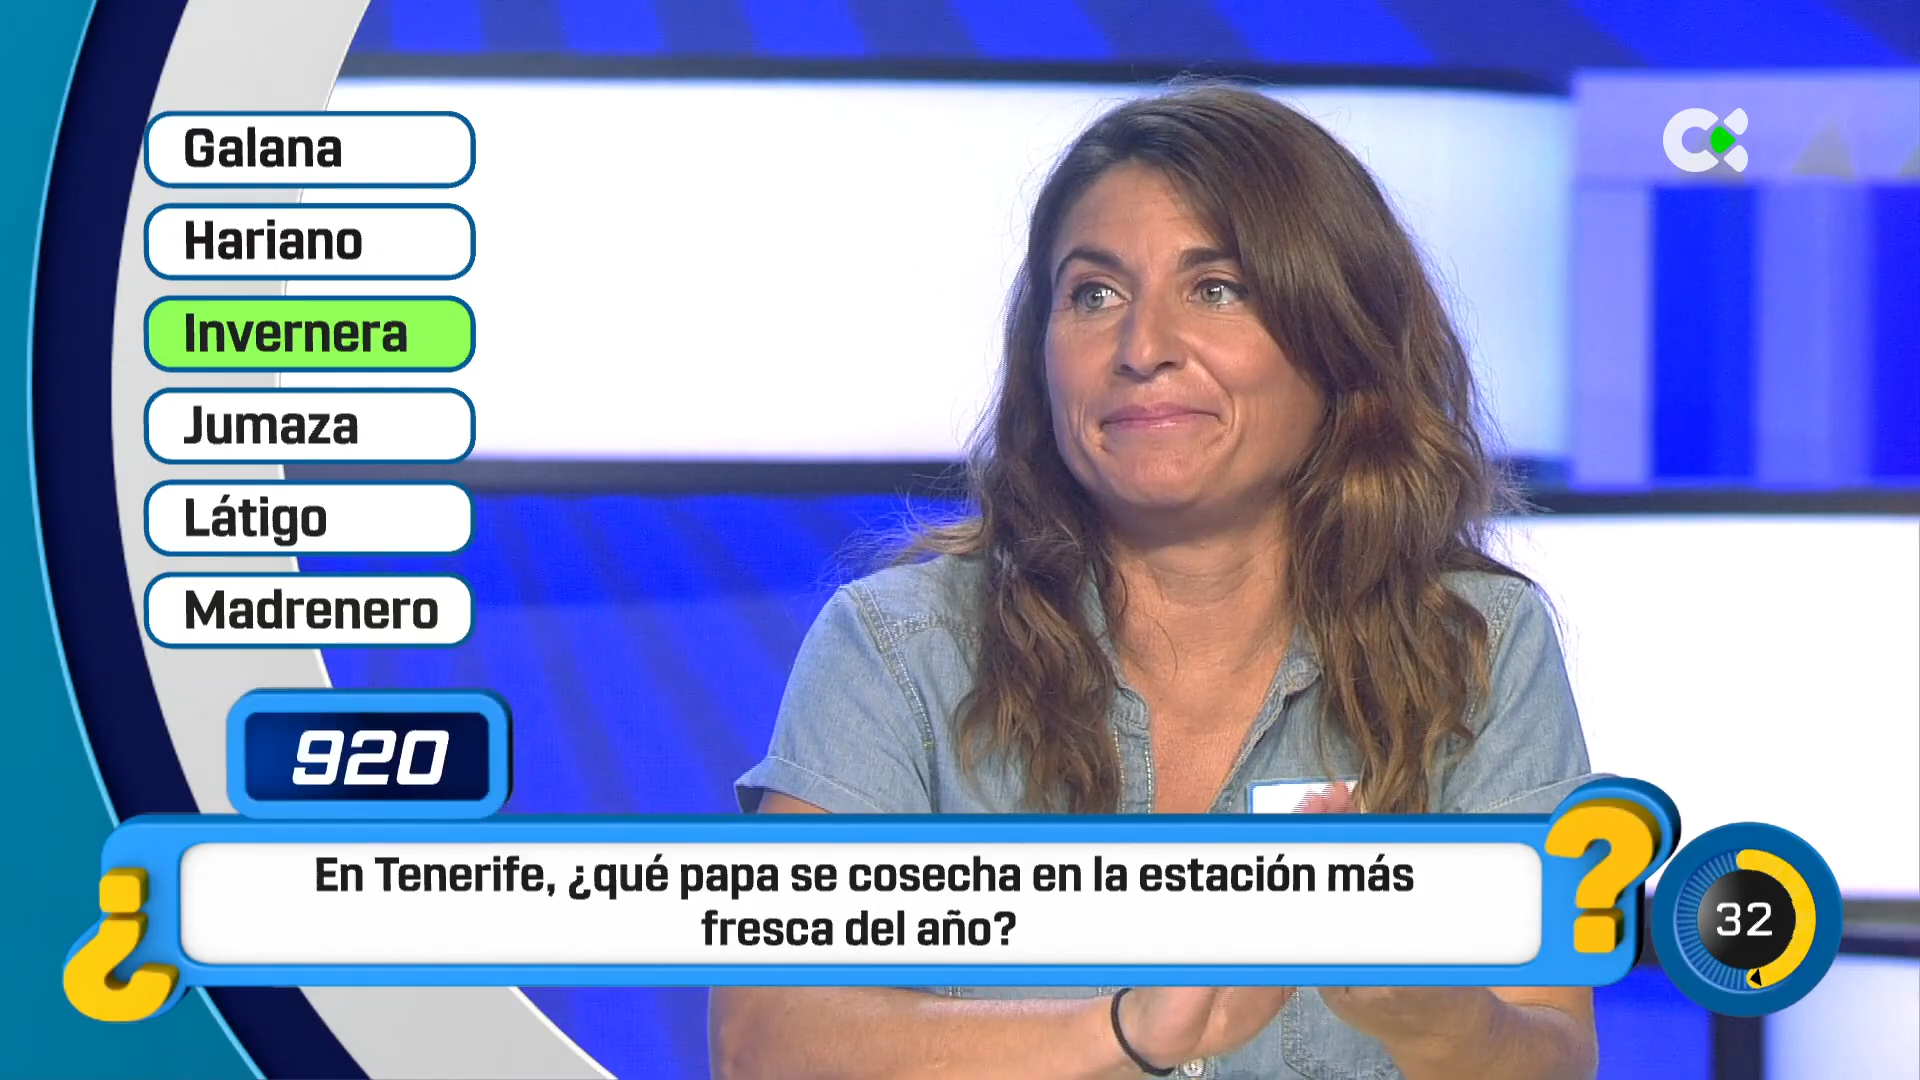 Galana
Hariano
Invernera
Jumaza
Látigo
Madrenero
920
En Tenerife, ¿qué papa se cosecha en la estación más
fresca del año?
32